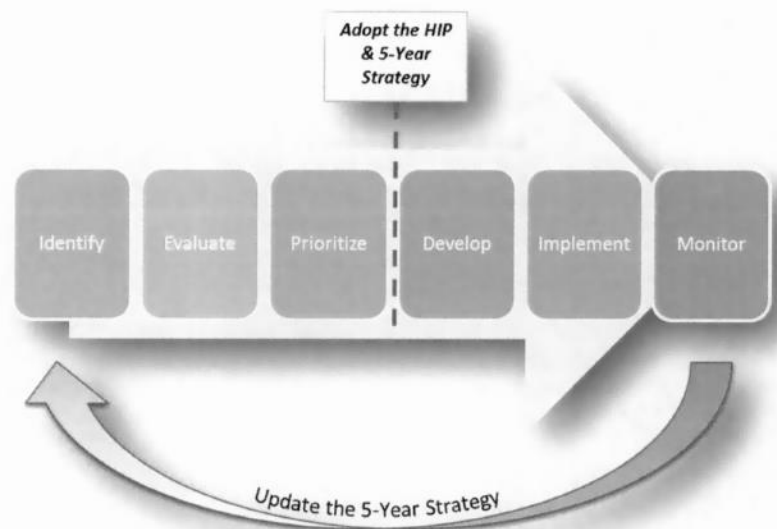 Adopt the HIP
& 5-Year
Strategy
Identify
Evaluate
Prioritize
Develop
Implement
Monitor
Update the 5-Year Strategy